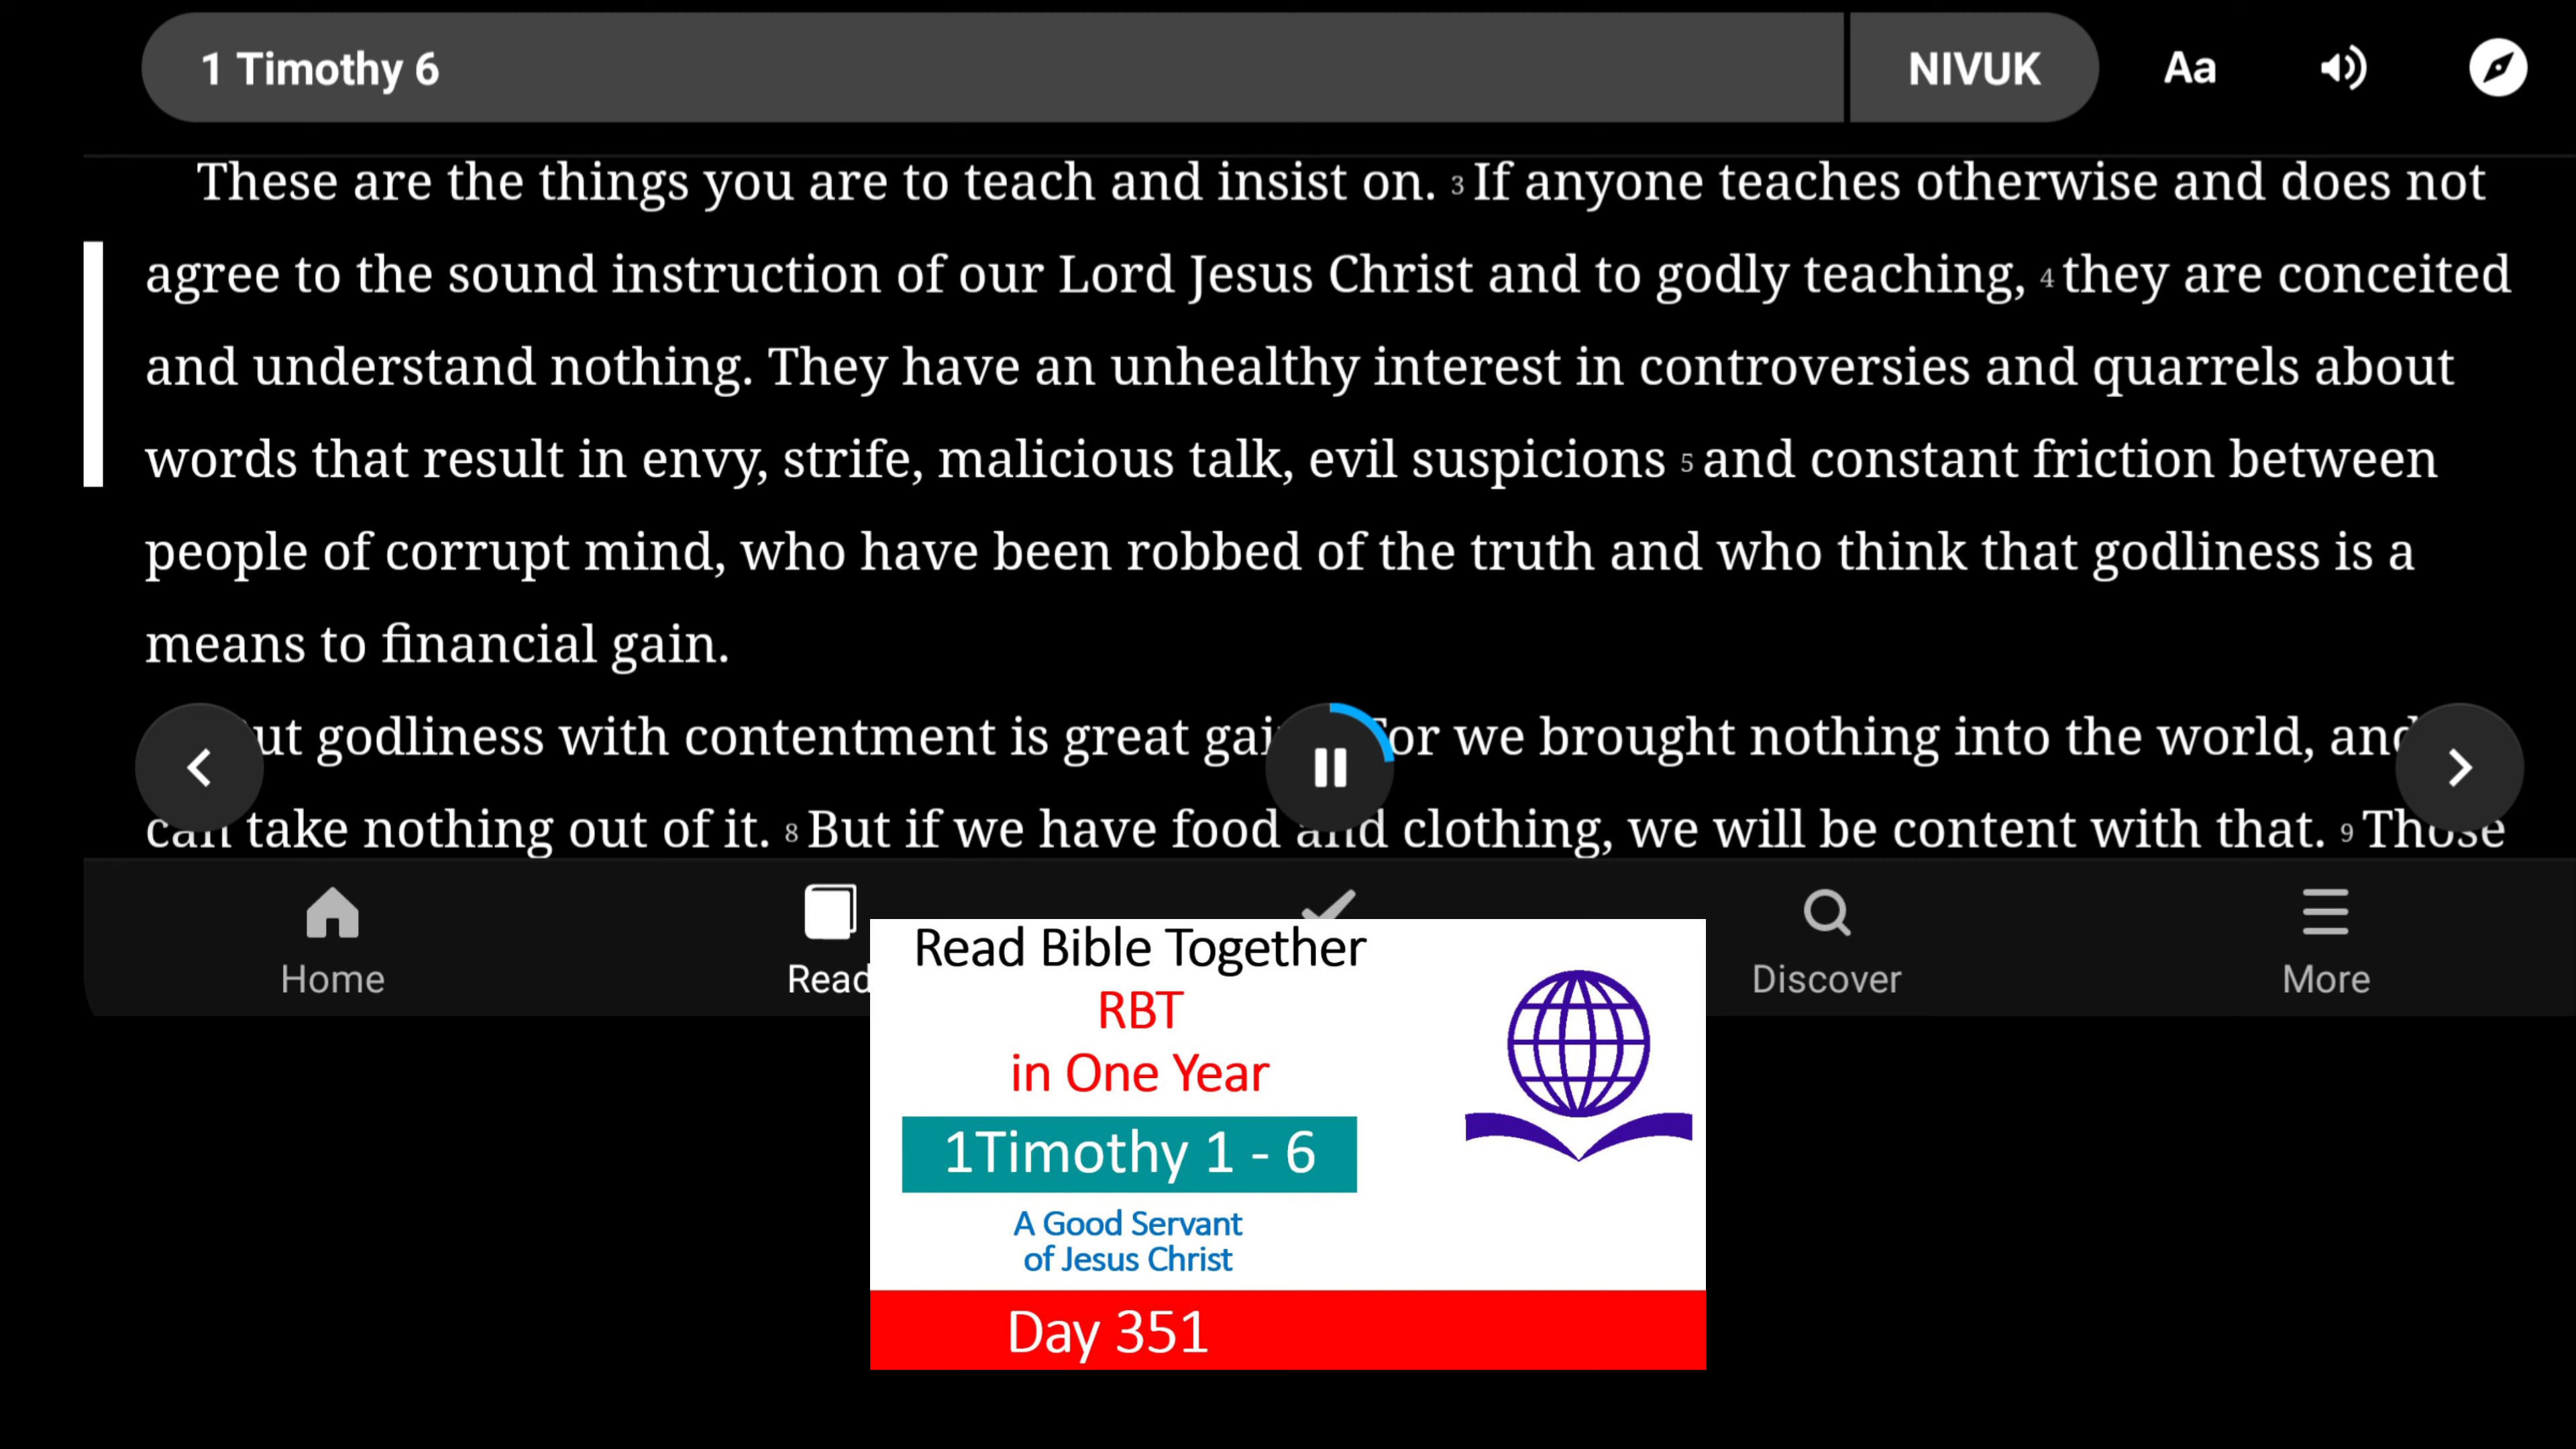 1 Timothy 6
NIVUK
Aa
These are the things you are to teach and insist on. 3 If anyone teaches otherwise and does not
agree to the sound instruction of our Lord Jesus Christ and to godly teaching, 4 they are conceited
and understand nothing. They have an unhealthy interest in controversies and quarrels about
words that result in envy, strife, malicious talk, evil suspicions 5 and constant friction between
people of corrupt mind, who have been robbed of the truth and who think that godliness is a
means to financial gain.
godliness with contentment is great we brought nothing into the world, and
can take nothing out of it. 8 But if we have food and clothing, we will be content with that. 9 Those
Home
Read
Discover
More
Read Bible Together
RBT
in One Year
1Timothy 1 - 6
A Good Servant
of Jesus Christ
Day 351